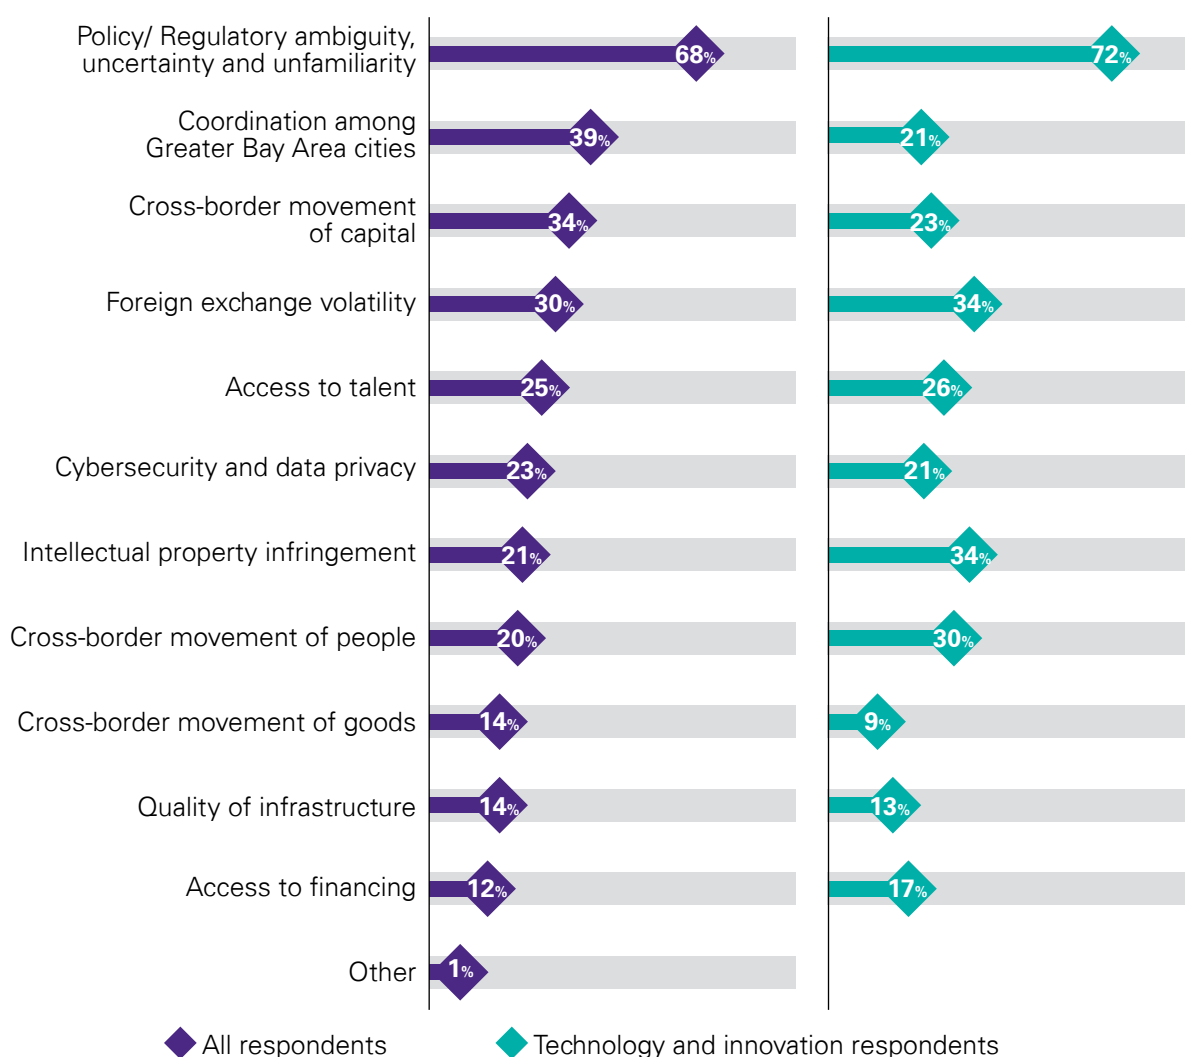 Policy/ Regulatory ambiguity,
uncertainty and unfamiliarity
68%
72%
Coordination among
Greater Bay Area cities
39%
21%
Cross-border movement
of capital
34%
23%
Foreign exchange volatility
30%
34%
Access to talent
25%
26%
Cybersecurity and data privacy
23%
21%
Intellectual property infringement
21%
34%
Cross-border movement of people
20%
30%
Cross-border movement of goods
14%
9%
Quality of infrastructure
14%
13%
Access to financing
12%
17%
Other
1%
All respondents
Technology and innovation respondents